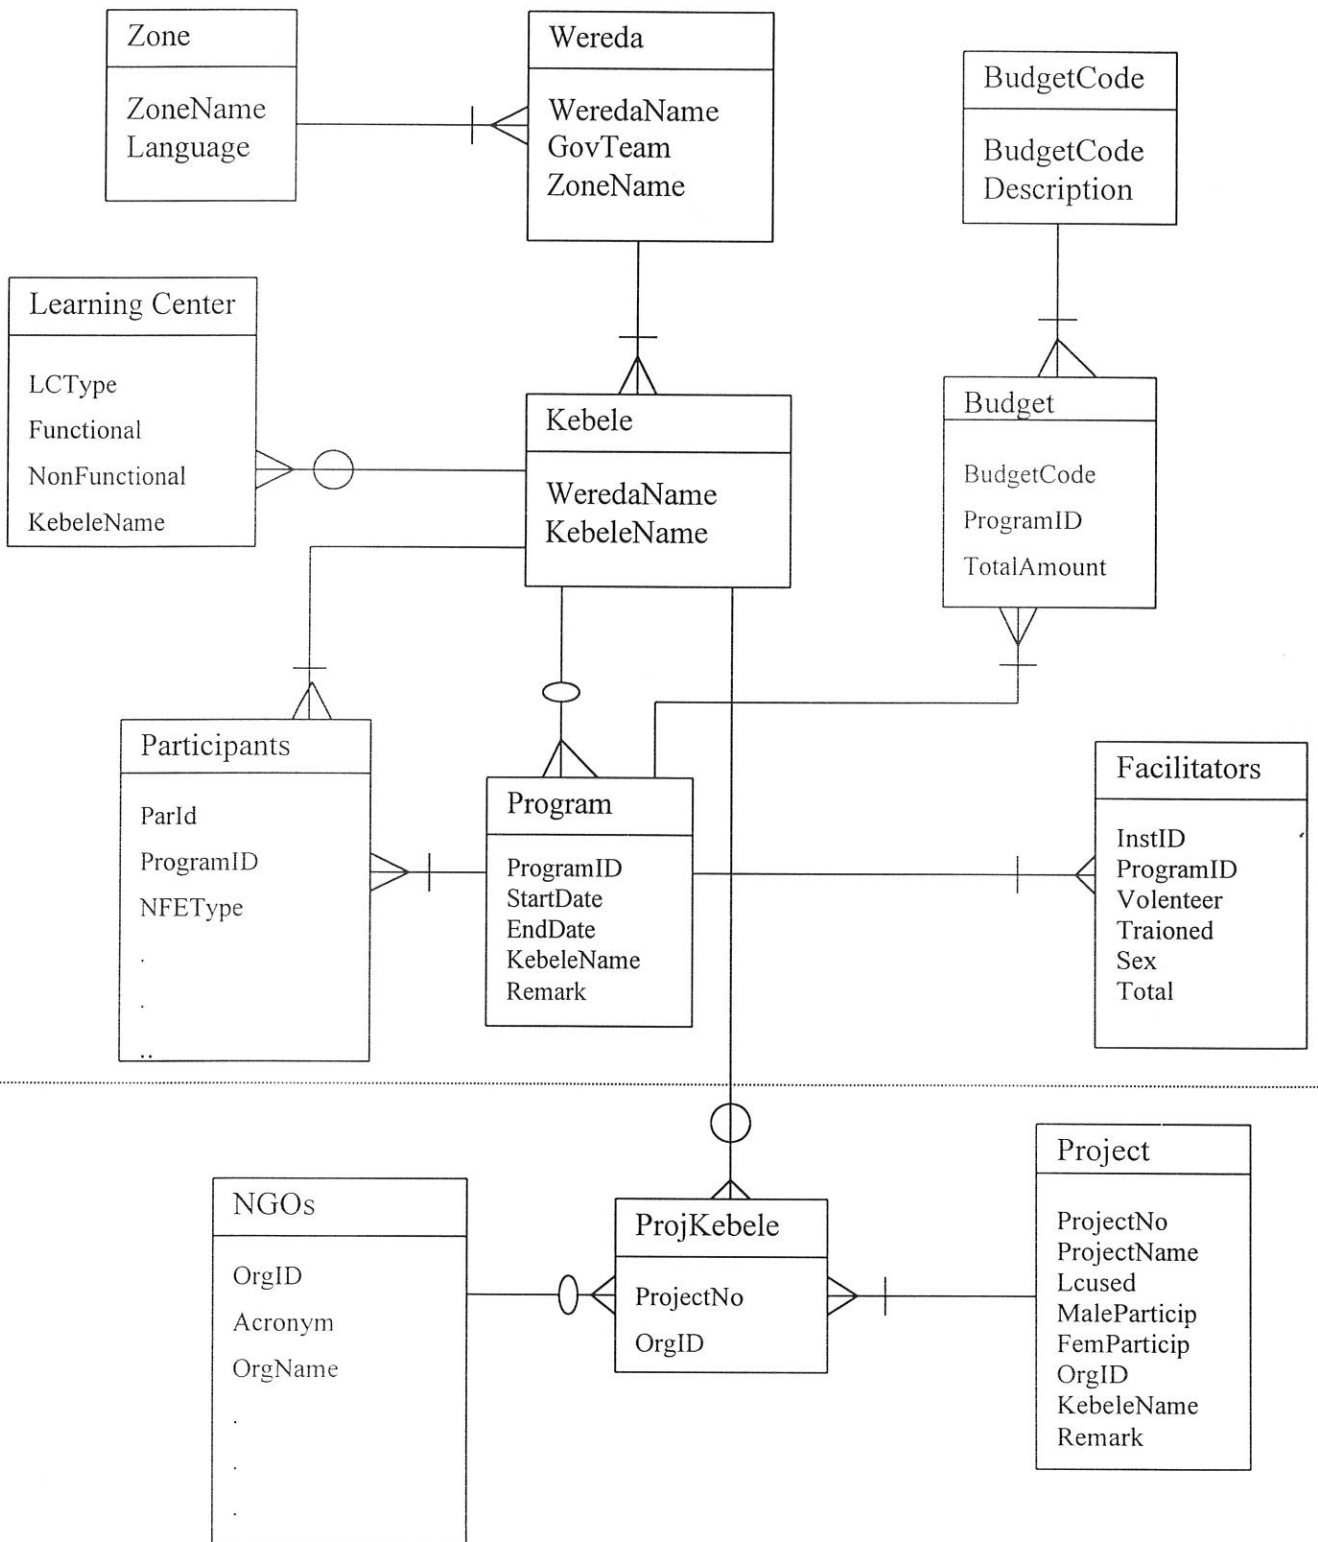 Zone
ZoneName
Language
Wereda
WeredaName
GovTeam
ZoneName
BudgetCode
BudgetCode
Description
Learning Center
LCType
Functional
NonFunctional
KebeleName
Kebele
WeredaName
KebeleName
Budget
BudgetCode
ProgramID
TotalAmount
Participants
ParId
ProgramID
NFEType
.
.
..
Program
ProgramID
StartDate
EndDate
KebeleName
Remark
Facilitators
InstID
ProgramID
Volenteer
Traioned
Sex
Total
NGOs
OrgID
Acronym
OrgName
.
.
.
ProjKebele
ProjectNo
OrgID
Project
ProjectNo
ProjectName
Lcused
MaleParticip
FemParticip
OrgID
KebeleName
Remark